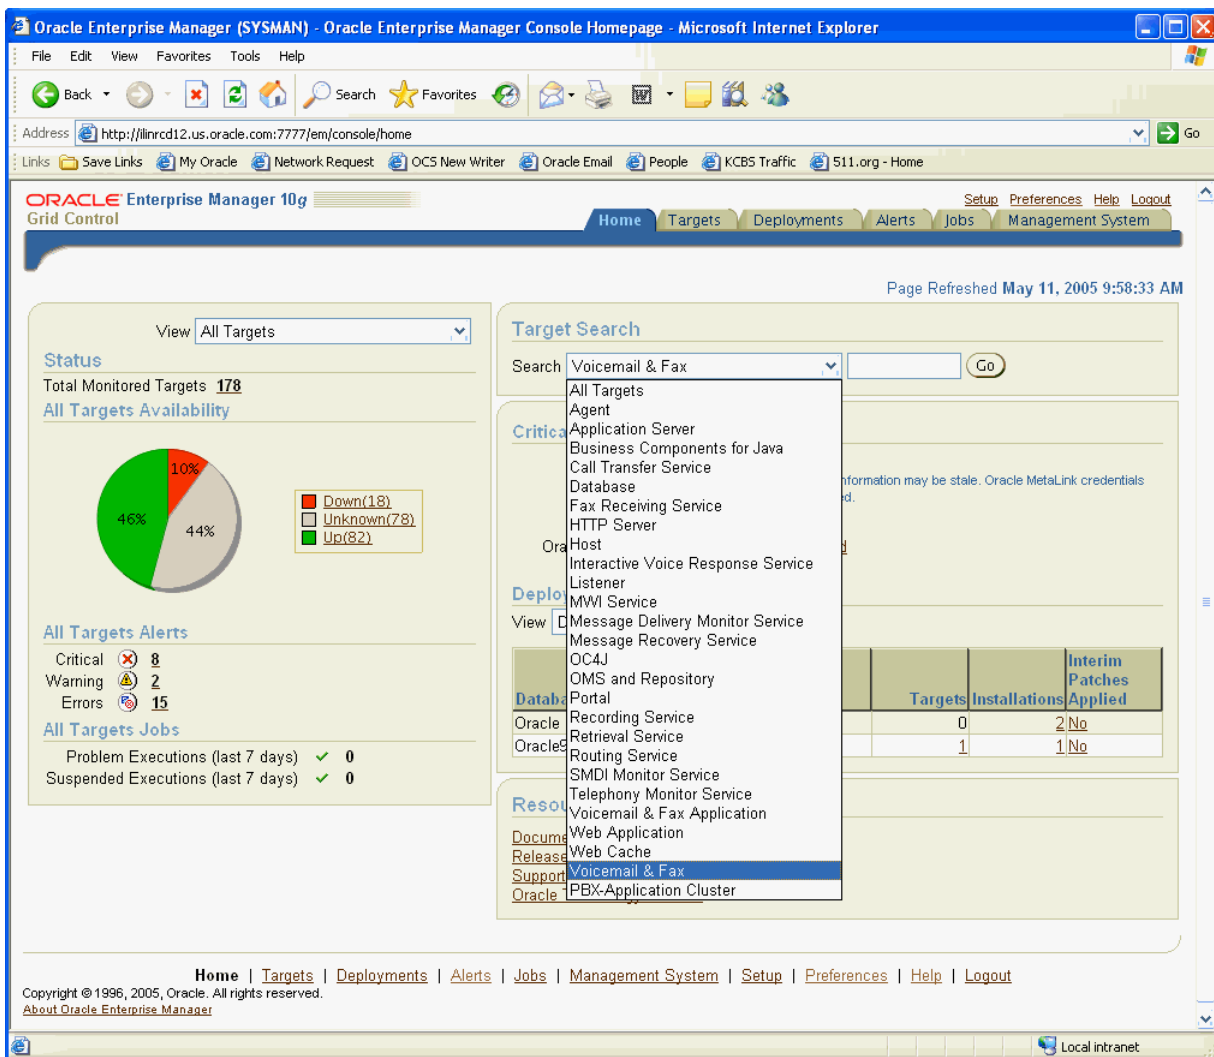 Oracle Enterprise Manager (SYSMAN) - Oracle Enterprise Manager Console Homepage - Microsoft Internet Explorer
File Edit View Favorites Tools Help
Back Search Favorites
Address http://ilinrcd12.us.oracle.com:7777/em/console/home Go
Links Save Links My Oracle Network Request OCS New Writer Oracle Email People KCBS Traffic 511.org - Home
ORACLE Enterprise Manager 10g
Grid Control
Setup Preferences Help Logout
Home Targets Deployments Alerts Jobs Management System
Page Refreshed May 11, 2005 9:58:33 AM
View All Targets
Status
Total Monitored Targets 178
All Targets Availability
10%
46%
44%
Down(18)
Unknown(78)
Up(82)
All Targets Alerts
Critical 8
Warning 2
Errors 15
All Targets Jobs
Problem Executions (last 7 days) 0
Suspended Executions (last 7 days) 0
Target Search
Search Voicemail & Fax Go
All Targets
Agent
Application Server
Business Components for Java
Call Transfer Service
Database
Fax Receiving Service
HTTP Server
Host
Interactive Voice Response Service
Listener
MWI Service
Message Delivery Monitor Service
Message Recovery Service
OC4J
OMS and Repository
Portal
Recording Service
Retrieval Service
Routing Service
SMDI Monitor Service
Telephony Monitor Service
Voicemail & Fax Application
Web Application
Web Cache
Voicemail & Fax
PBX-Application Cluster
Critica
nformation may be stale. Oracle MetaLink credentials
Ora
Deplo
View
Databa Targets Installations Interim Patches Applied
Oracle 0 2 No
Oracle9 1 1 No
Resou
Docume
Release
Support
Oracle
Home | Targets | Deployments | Alerts | Jobs | Management System | Setup | Preferences | Help | Logout
Copyright © 1996, 2005, Oracle. All rights reserved.
About Oracle Enterprise Manager
Local intranet